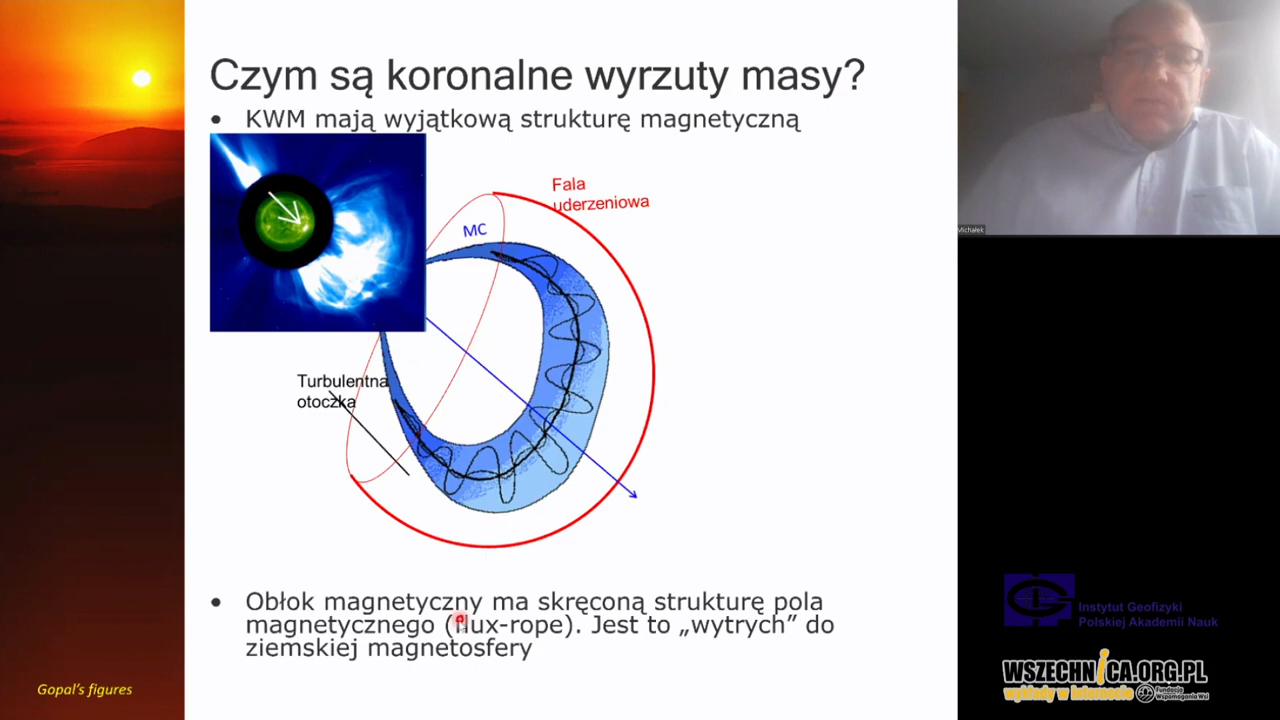 Czym są koronalne wyrzuty masy?
• KWM mają wyjątkową strukturę magnetyczną
Fala
uderzeniowa
MC
Turbulentna
otoczka
• Obłok magnetyczny ma skręconą strukturę pola
magnetycznego (flux-rope). Jest to „wytrych” do
ziemskiej magnetosfery
Gopal's figures
Michałek
Instytut Geofizyki
Polskiej Akademii Nauk
WSZECHNICA.ORG.PL
wykłady w internecie
Fundacja
Wspomagania Wsi